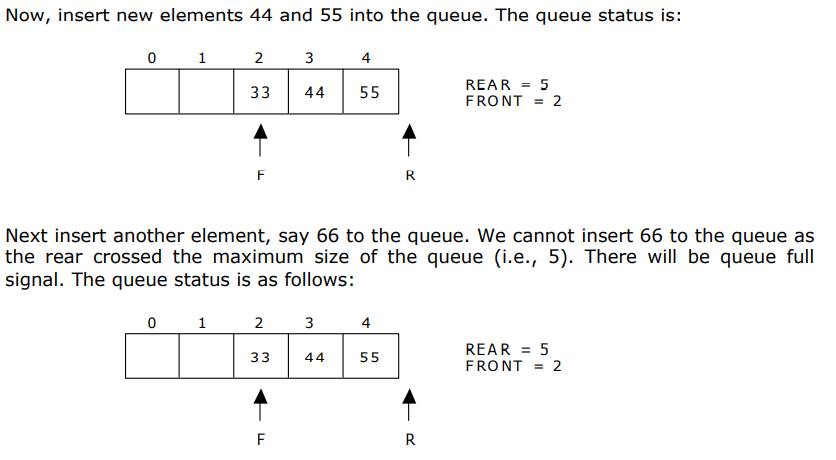 Now, insert new elements 44 and 55 into the queue. The queue status is:
0 1 2 3 4
33 44 55
REAR = 5
FRONT = 2
F R
Next insert another element, say 66 to the queue. We cannot insert 66 to the queue as
the rear crossed the maximum size of the queue (i.e., 5). There will be queue full
signal. The queue status is as follows:
0 1 2 3 4
33 44 55
REAR = 5
FRONT = 2
F R